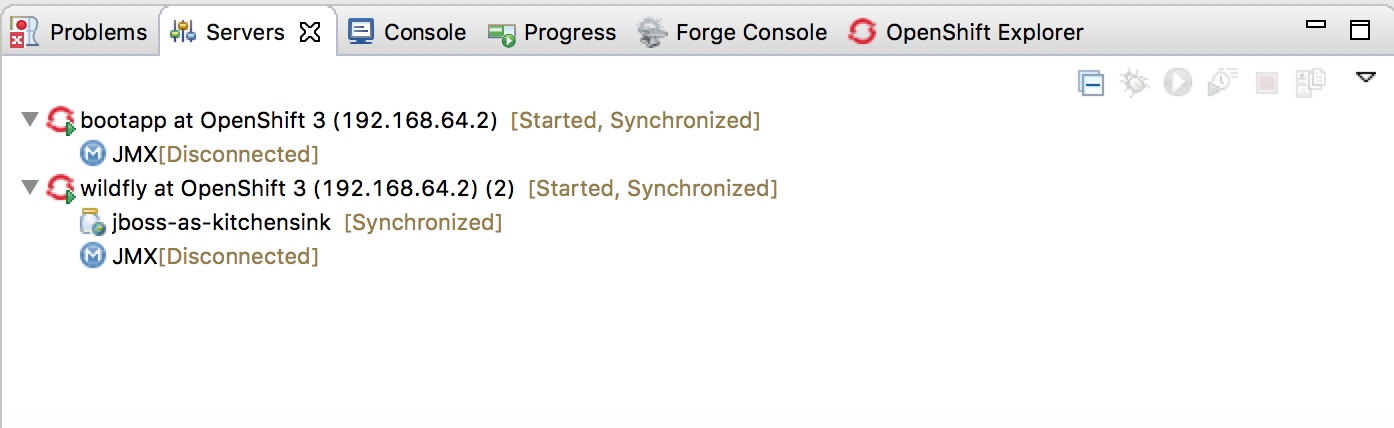 Problems Servers Console Progress Forge Console OpenShift Explorer
bootapp at OpenShift 3 (192.168.64.2) [Started, Synchronized]
JMX[Disconnected]
wildfly at OpenShift 3 (192.168.64.2) (2) [Started, Synchronized]
jboss-as-kitchensink [Synchronized]
JMX[Disconnected]